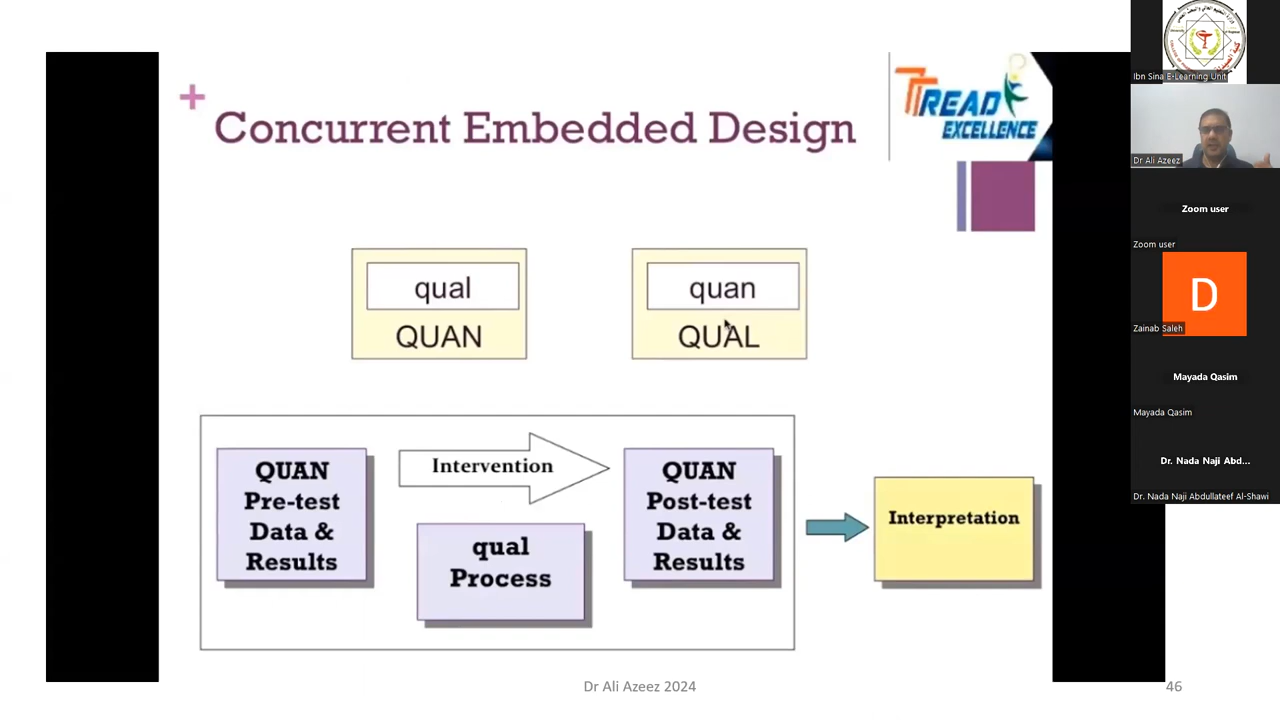 +
Concurrent Embedded Design
TREAD
EXCELLENCE
qual
QUAN
quan
QUAL
QUAN
Pre-test
Data &
Results
Intervention
qual
Process
QUAN
Post-test
Data &
Results
Interpretation
Dr Ali Azeez 2024
46
Ibn Sina E-Learning Unit
Dr Ali Azeez
Zoom user
Zoom user
D
Zainab Saleh
Mayada Qasim
Mayada Qasim
Dr. Nada Naji Abd...
Dr. Nada Naji Abdullateef Al-Shawi